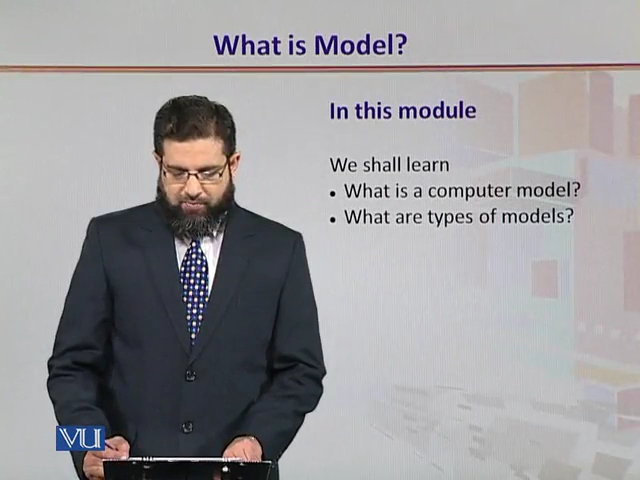 What is Model?
In this module
We shall learn
• What is a computer model?
• What are types of models?
VU